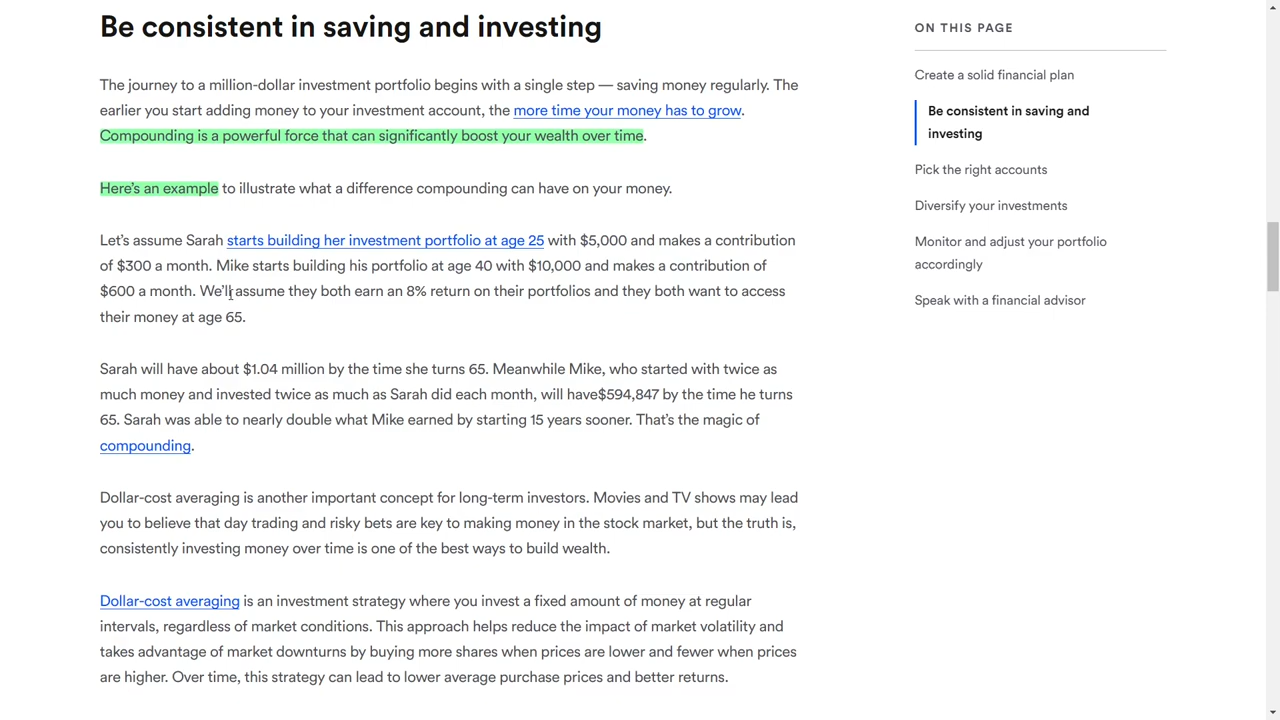 Be consistent in saving and investing
The journey to a million-dollar investment portfolio begins with a single step — saving money regularly. The
earlier you start adding money to your investment account, the more time your money has to grow.
Compounding is a powerful force that can significantly boost your wealth over time.
Here’s an example to illustrate what a difference compounding can have on your money.
Let’s assume Sarah starts building her investment portfolio at age 25 with $5,000 and makes a contribution
of $300 a month. Mike starts building his portfolio at age 40 with $10,000 and makes a contribution of
$600 a month. We’ll assume they both earn an 8% return on their portfolios and they both want to access
their money at age 65.
Sarah will have about $1.04 million by the time she turns 65. Meanwhile Mike, who started with twice as
much money and invested twice as much as Sarah did each month, will have$594,847 by the time he turns
65. Sarah was able to nearly double what Mike earned by starting 15 years sooner. That’s the magic of
compounding.
Dollar-cost averaging is another important concept for long-term investors. Movies and TV shows may lead
you to believe that day trading and risky bets are key to making money in the stock market, but the truth is,
consistently investing money over time is one of the best ways to build wealth.
Dollar-cost averaging is an investment strategy where you invest a fixed amount of money at regular
intervals, regardless of market conditions. This approach helps reduce the impact of market volatility and
takes advantage of market downturns by buying more shares when prices are lower and fewer when prices
are higher. Over time, this strategy can lead to lower average purchase prices and better returns.
ON THIS PAGE
Create a solid financial plan
Be consistent in saving and
investing
Pick the right accounts
Diversify your investments
Monitor and adjust your portfolio
accordingly
Speak with a financial advisor